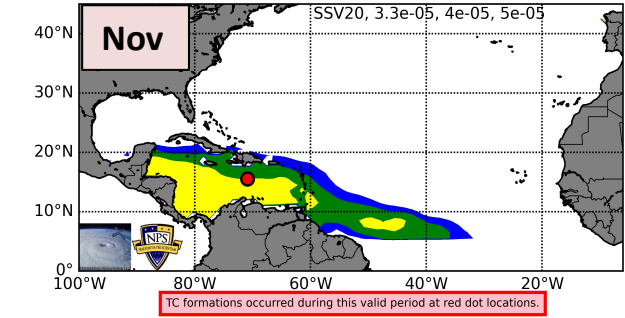 SSV20, 3.3e-05, 4e-05, 5e-05
Nov
40°N
30°N
20°N
10°N
0°
NPS
100°W 80°W 60°W 40°W 20°W
TC formations occurred during this valid period at red dot locations.